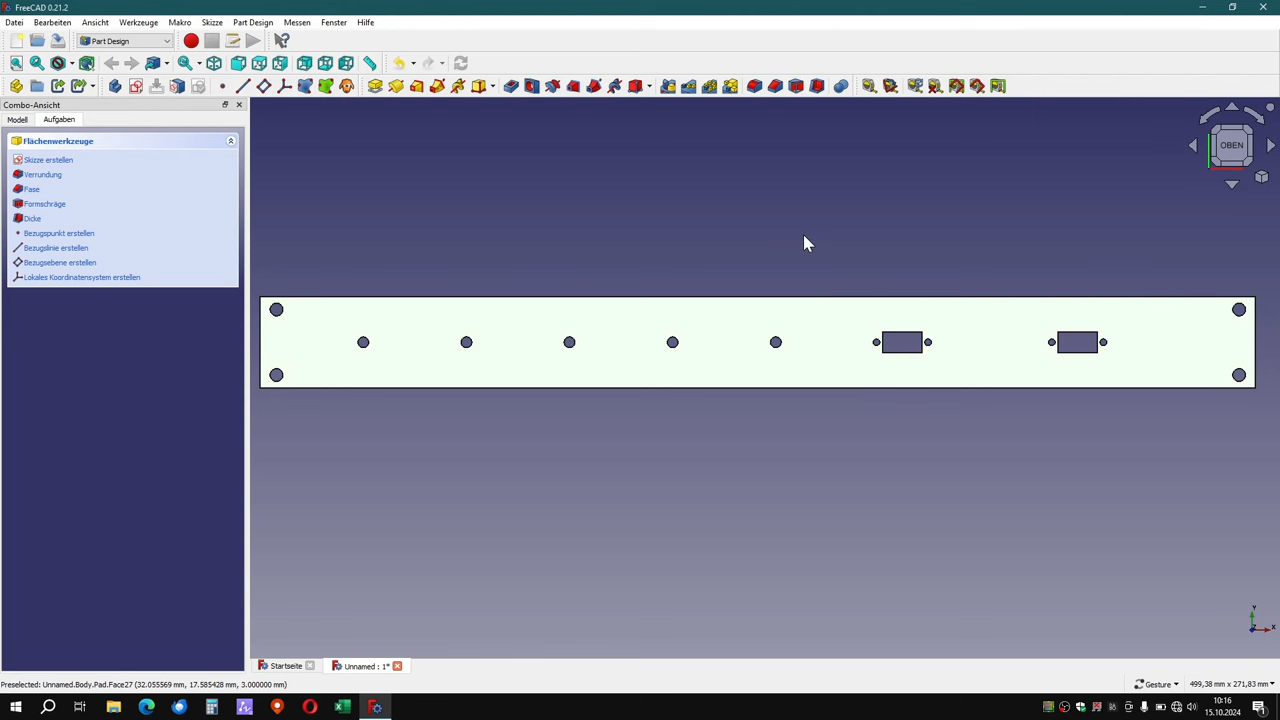 FreeCAD 0.21.2
Datei Bearbeiten Ansicht Werkzeuge Makro Skizze Part Design Messen Fenster Hilfe
Part Design
Combo-Ansicht
Modell Aufgaben
Flächenwerkzeuge
Skizze erstellen
Verrundung
Fase
Formschräge
Dicke
Bezugspunkt erstellen
Bezugslinie erstellen
Bezugsebene erstellen
Lokales Koordinatensystem erstellen
OBEN
Y
X
Startseite Unnamed : 1*
Preselected: Unnamed.Body.Pad.Face27 (32.055569 mm, 17.585428 mm, 3.000000 mm) Gesture 499,38 mm x 271,83 mm
10:16
15.10.2024